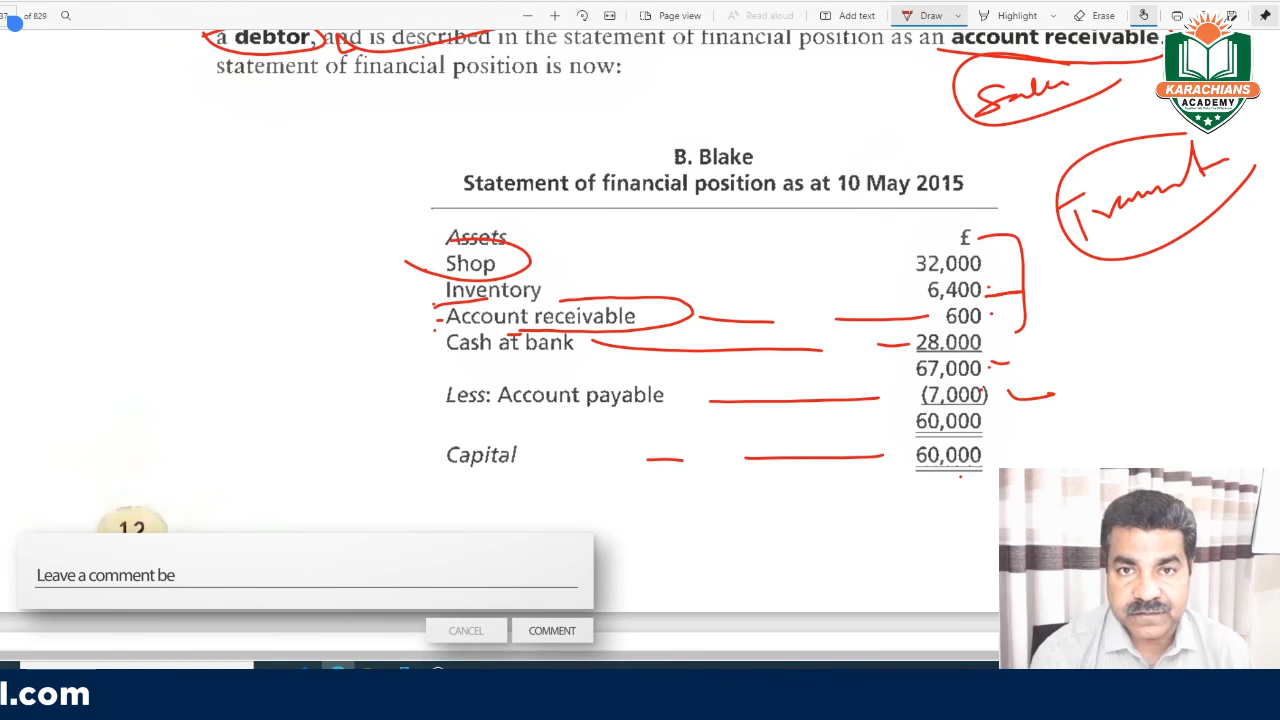 37 of 829
Page view
Read aloud
Add text
Draw
Highlight
Erase
a debtor, and is described in the statement of financial position as an account receivable.
statement of financial position is now:
Sales
KARACHIANS
ACADEMY
B. Blake
Statement of financial position as at 10 May 2015
Assets £
Shop 32,000
Inventory 6,400
Account receivable 600
Cash at bank 28,000
67,000
Less: Account payable (7,000)
60,000
Capital 60,000
12
Leave a comment be
CANCEL
COMMENT
l.com